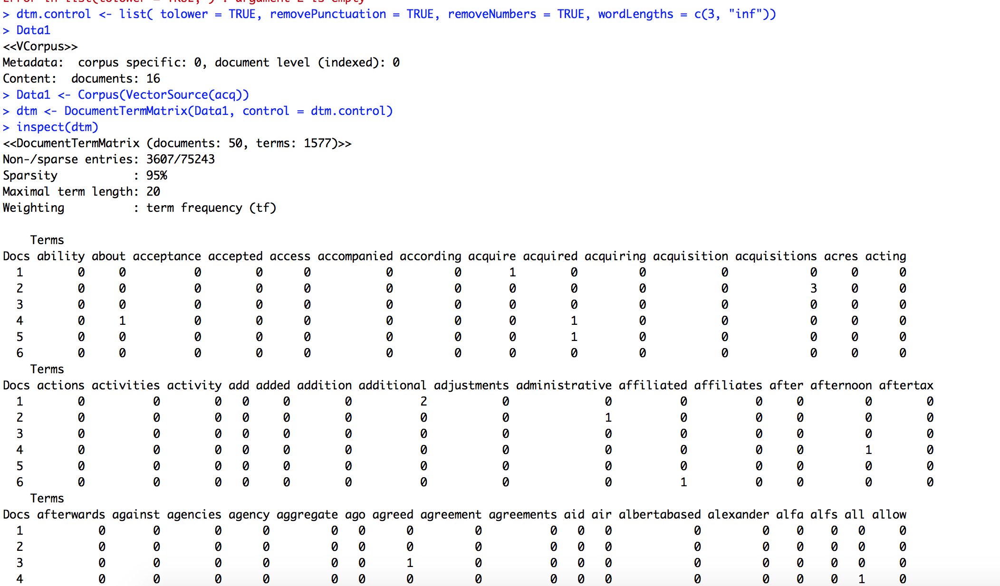 Error in list(tolower = TRUE, ) : argument 2 is empty
> dtm.control <- list( tolower = TRUE, removePunctuation = TRUE, removeNumbers = TRUE, wordLengths = c(3, "inf"))
> Data1
<<VCorpus>>
Metadata:  corpus specific: 0, document level (indexed): 0
Content:  documents: 16
> Data1 <- Corpus(VectorSource(acq))
> dtm <- DocumentTermMatrix(Data1, control = dtm.control)
> inspect(dtm)
<<DocumentTermMatrix (documents: 50, terms: 1577)>>
Non-/sparse entries: 3607/75243
Sparsity           : 95%
Maximal term length: 20
Weighting          : term frequency (tf)
    Terms
Docs ability about acceptance accepted access accompanied according acquire acquired acquiring acquisition acquisitions acres acting
  1        0     0          0        0      0           0         0       1        0         0           0            0     0      0
  2        0     0          0        0      0           0         0       0        0         0           0            3     0      0
  3        0     0          0        0      0           0         0       0        0         0           0            0     0      0
  4        0     1          0        0      0           0         0       0        1         0           0            0     0      0
  5        0     0          0        0      0           0         0       0        1         0           0            0     0      0
  6        0     0          0        0      0           0         0       0        0         0           0            0     0      0
    Terms
Docs actions activities activity add added addition additional adjustments administrative affiliated affiliates after afternoon aftertax
  1        0          0        0   0     0        0          2           0              0          0          0     0         0        0
  2        0          0        0   0     0        0          0           0              1          0          0     0         0        0
  3        0          0        0   0     0        0          0           0              0          0          0     0         0        0
  4        0          0        0   0     0        0          0           0              0          0          0     0         1        0
  5        0          0        0   0     0        0          0           0              0          0          0     0         0        0
  6        0          0        0   0     0        0          0           0              0          1          0     0         0        0
    Terms
Docs afterwards against agencies agency aggregate ago agreed agreement agreements aid air albertabased alexander alfa alfs all allow
  1           0       0        0      0         0   0      0         0          0   0   0            0         0    0    0   0     0
  2           0       0        0      0         0   0      0         0          0   0   0            0         0    0    0   0     0
  3           0       0        0      0         0   0      1         0          0   0   0            0         0    0    0   0     0
  4           0       0        0      0         0   0      0         0          0   0   0            0         0    0    0   1     0